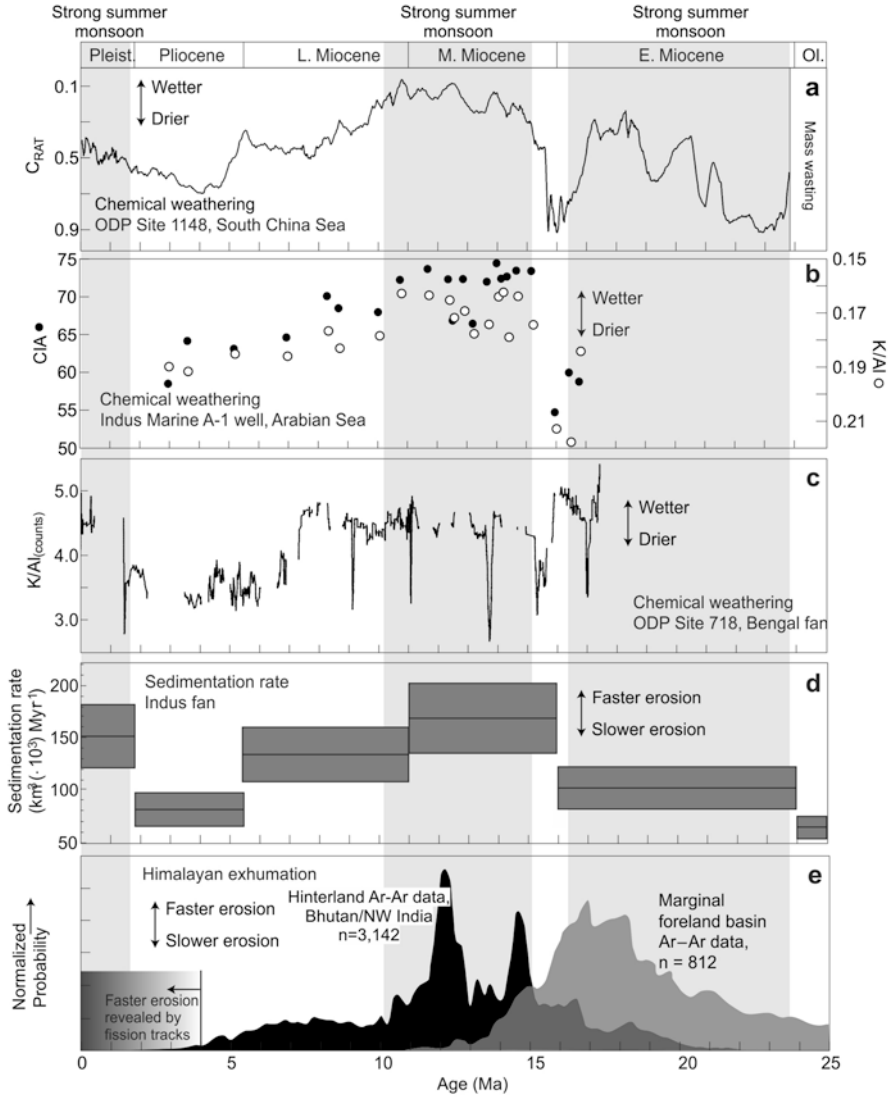 Strong summer
monsoon
Strong summer
monsoon
Strong summer
monsoon
Pleist.
Pliocene
L. Miocene
M. Miocene
E. Miocene
Ol.
a
0.1
0.5
0.9
C_RAT
Wetter
Drier
Chemical weathering
ODP Site 1148, South China Sea
Mass wasting
b
75
70
65
60
55
50
CIA
0.15
0.17
0.19
0.21
K/Al
Wetter
Drier
Chemical weathering
Indus Marine A-1 well, Arabian Sea
c
5.0
4.0
3.0
K/Al(counts)
Wetter
Drier
Chemical weathering
ODP Site 718, Bengal fan
d
200
150
100
50
Sedimentation rate
(km³ (· 10³) Myr⁻¹)
Sedimentation rate
Indus fan
Faster erosion
Slower erosion
e
Normalized
Probability
Himalayan exhumation
Faster erosion
Slower erosion
Hinterland Ar-Ar data,
Bhutan/NW India
n=3,142
Marginal
foreland basin
Ar–Ar data,
n = 812
Faster erosion
revealed by
fission tracks
0
5
10
15
20
25
Age (Ma)